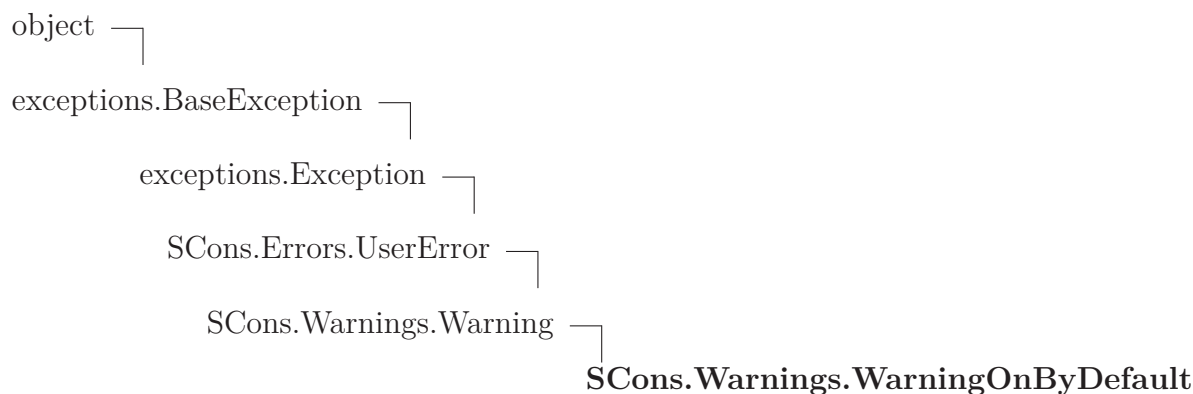 object
exceptions.BaseException
exceptions.Exception
SCons.Errors.UserError
SCons.Warnings.Warning
SCons.Warnings.WarningOnByDefault